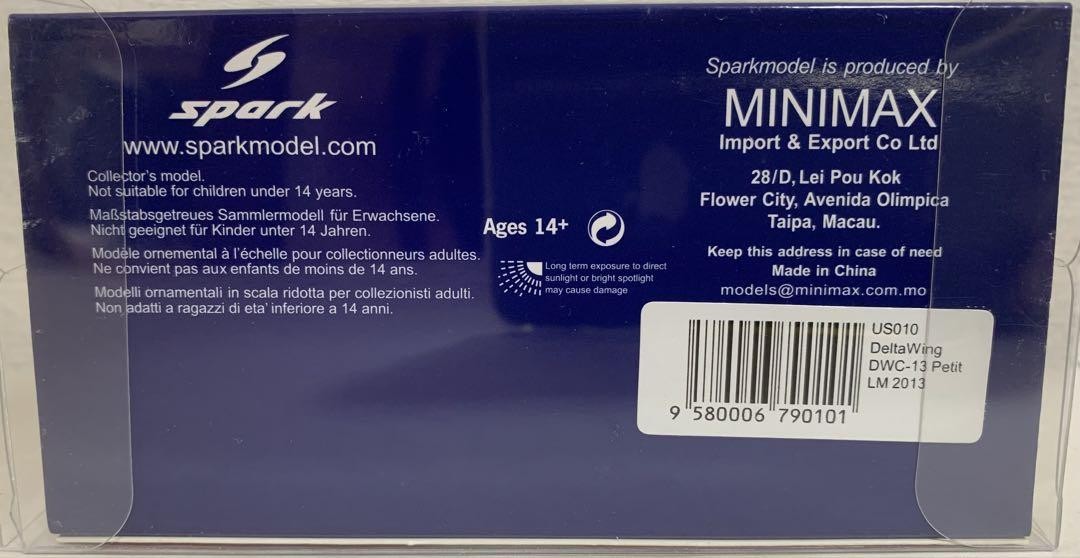 spark
www.sparkmodel.com
Collector's model.
Not suitable for children under 14 years.
Maßstabsgetreues Sammlermodell für Erwachsene.
Nicht geeignet für Kinder unter 14 Jahren.
Modèle ornemental à l'échelle pour collectionneurs adultes.
Ne convient pas aux enfants de moins de 14 ans.
Modelli ornamentali in scala ridotta per collezionisti adulti.
Non adatti a ragazzi di eta' inferiore a 14 anni.
Ages 14+
Long term exposure to direct
sunlight or bright spotlight
may cause damage
Sparkmodel is produced by
MINIMAX
Import & Export Co Ltd
28/D, Lei Pou Kok
Flower City, Avenida Olimpica
Taipa, Macau.
Keep this address in case of need
Made in China
models@minimax.com.mo
US010
DeltaWing
DWC-13 Petit
LM 2013
9 580006 790101